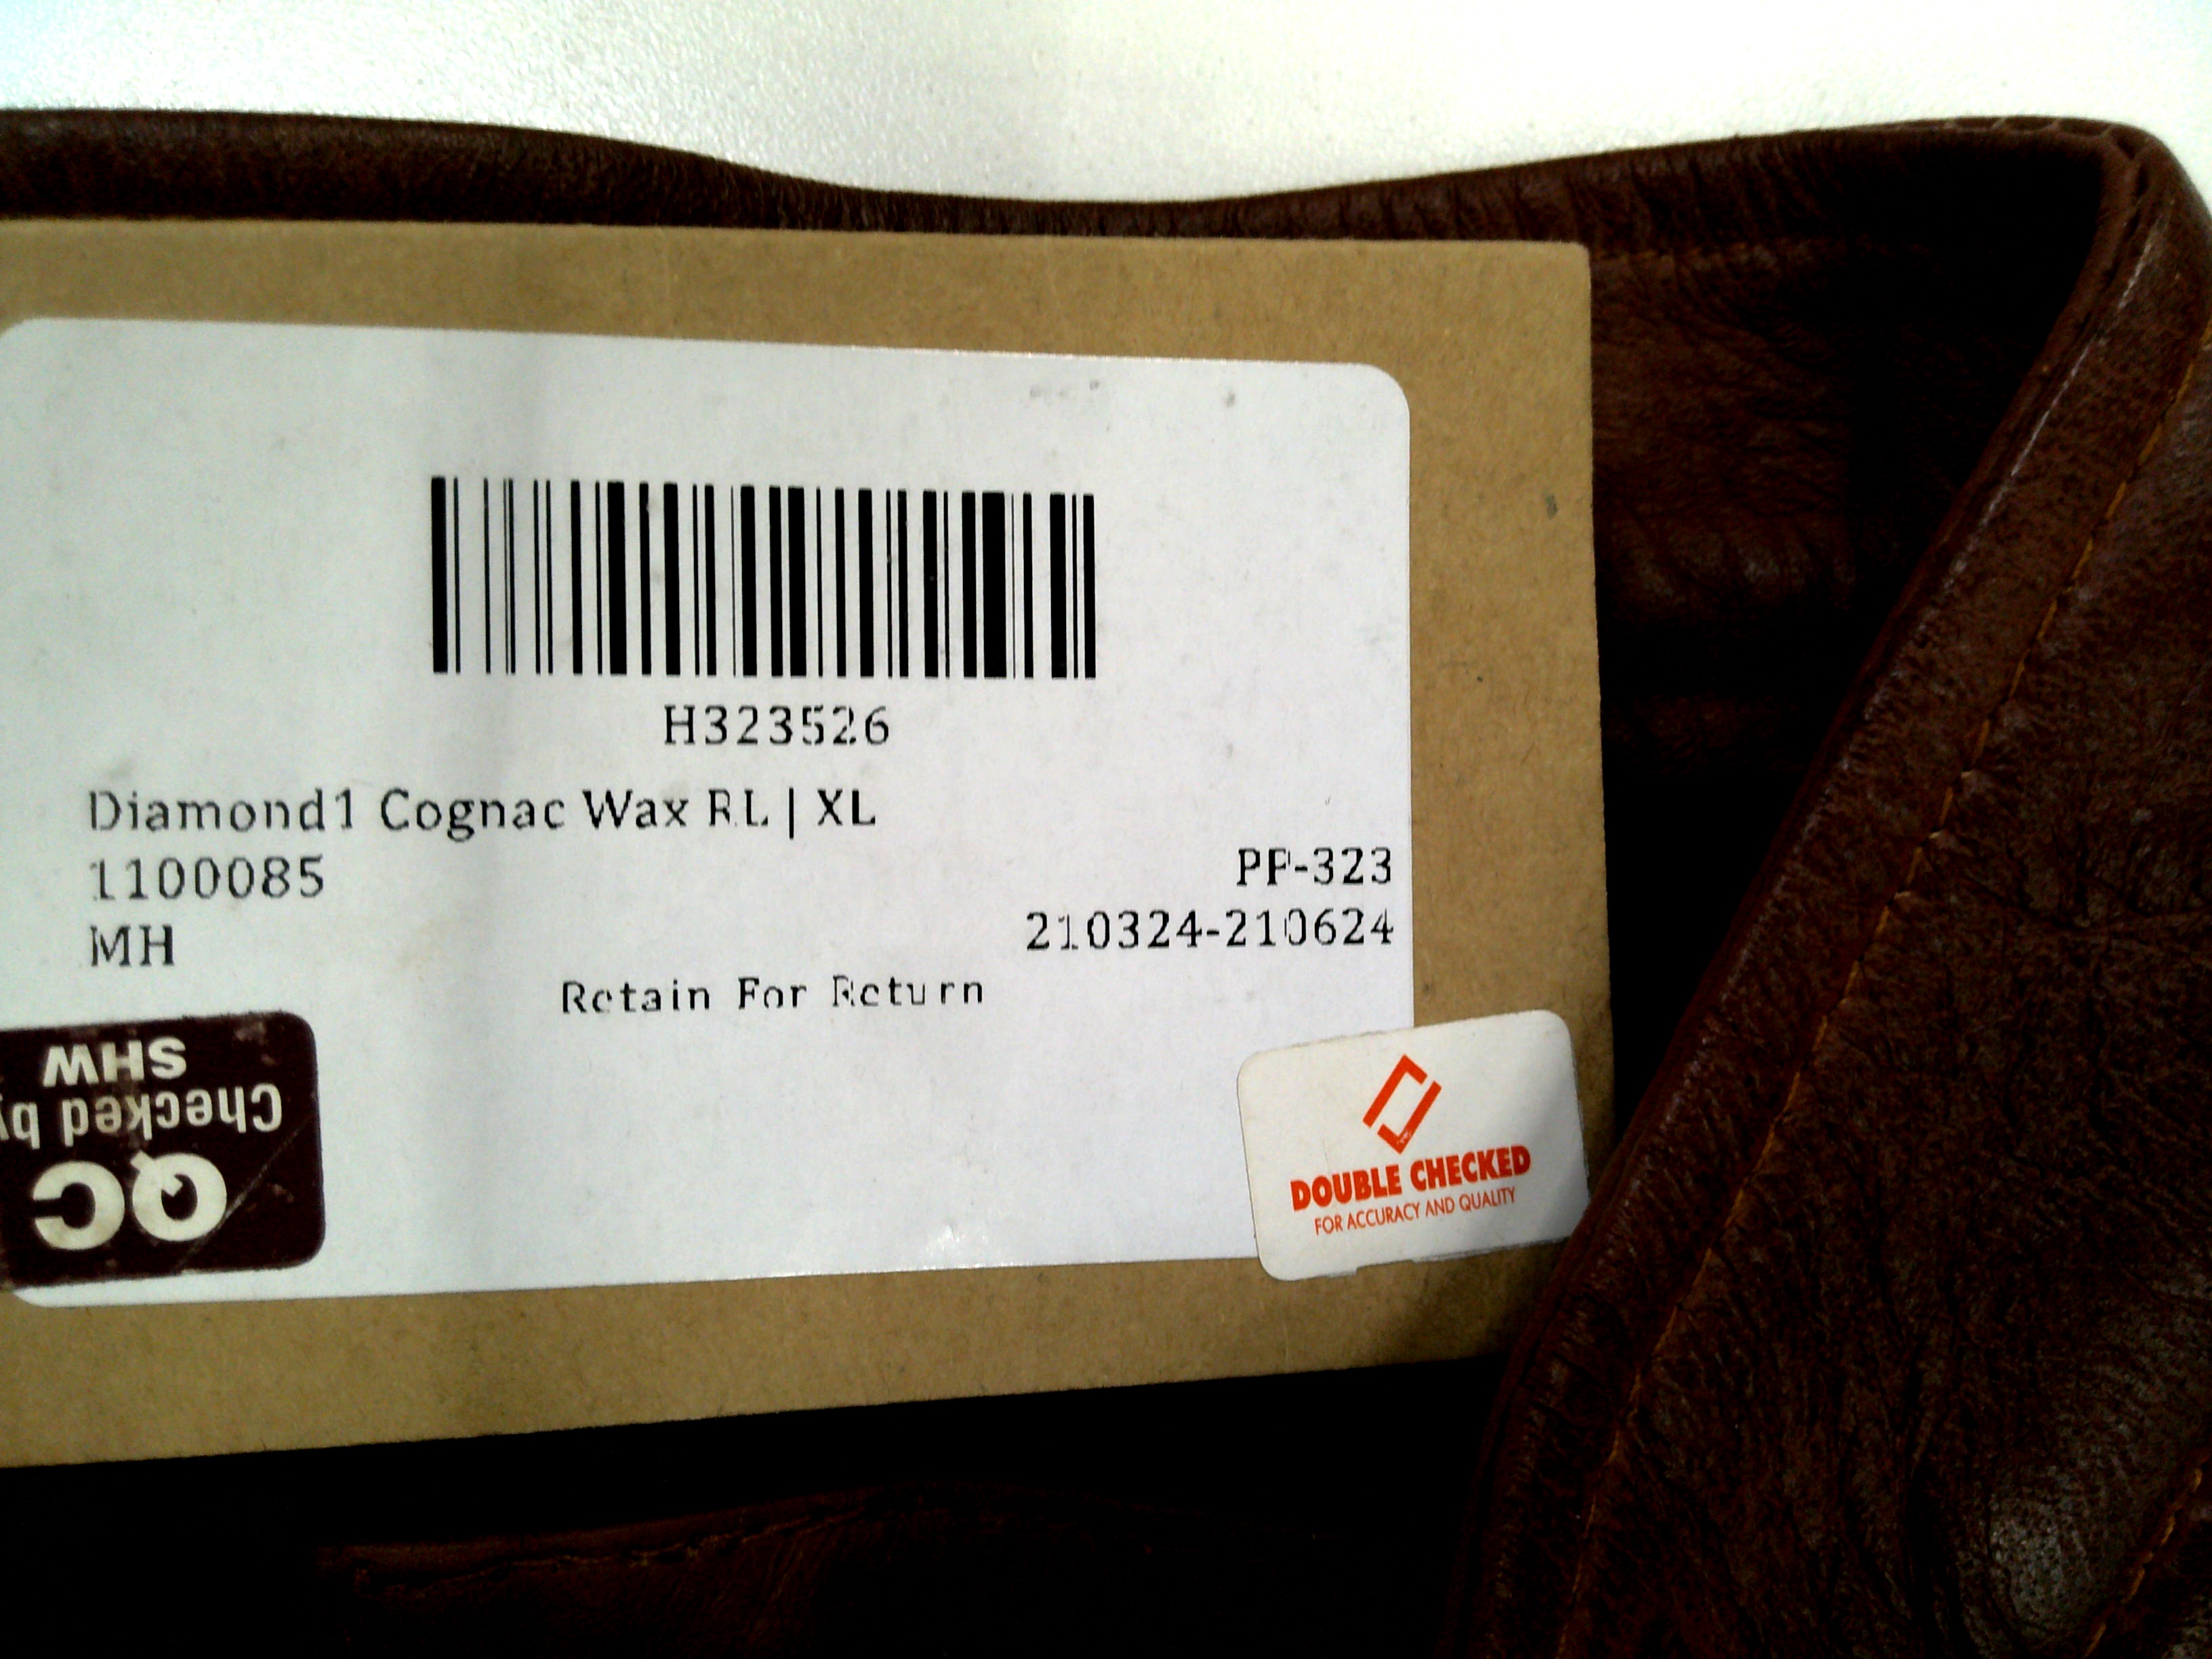 H323526
Diamond1 Cognac Wax RL | XL
1100085
PP-323
MH
210324-210624
Retain For Return
QC
Checked by
SHW
DOUBLE CHECKED
FOR ACCURACY AND QUALITY